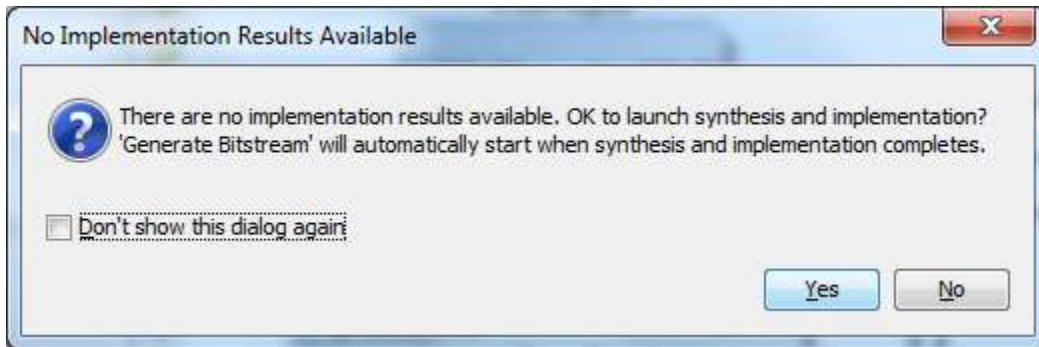 No Implementation Results Available
There are no implementation results available. OK to launch synthesis and implementation?
'Generate Bitstream' will automatically start when synthesis and implementation completes.
Don't show this dialog again
Yes
No